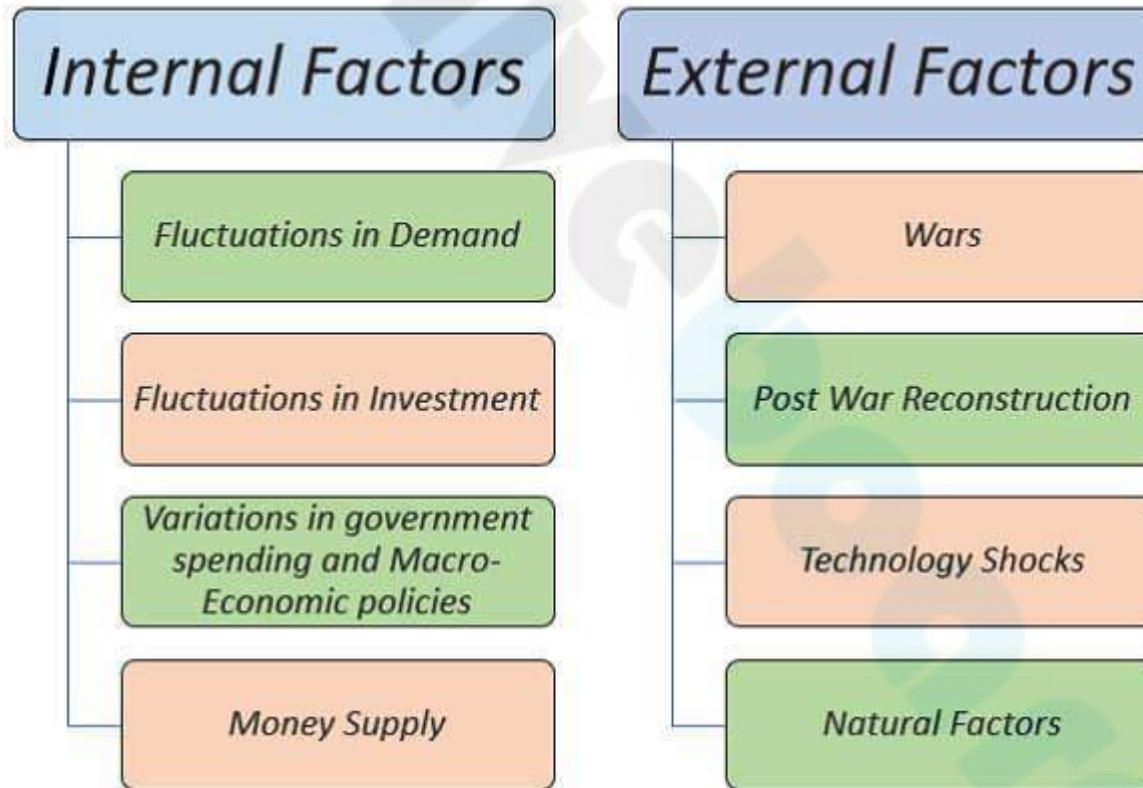 Internal Factors
Fluctuations in Demand
Fluctuations in Investment
Variations in government
spending and Macro-
Economic policies
Money Supply
External Factors
Wars
Post War Reconstruction
Technology Shocks
Natural Factors